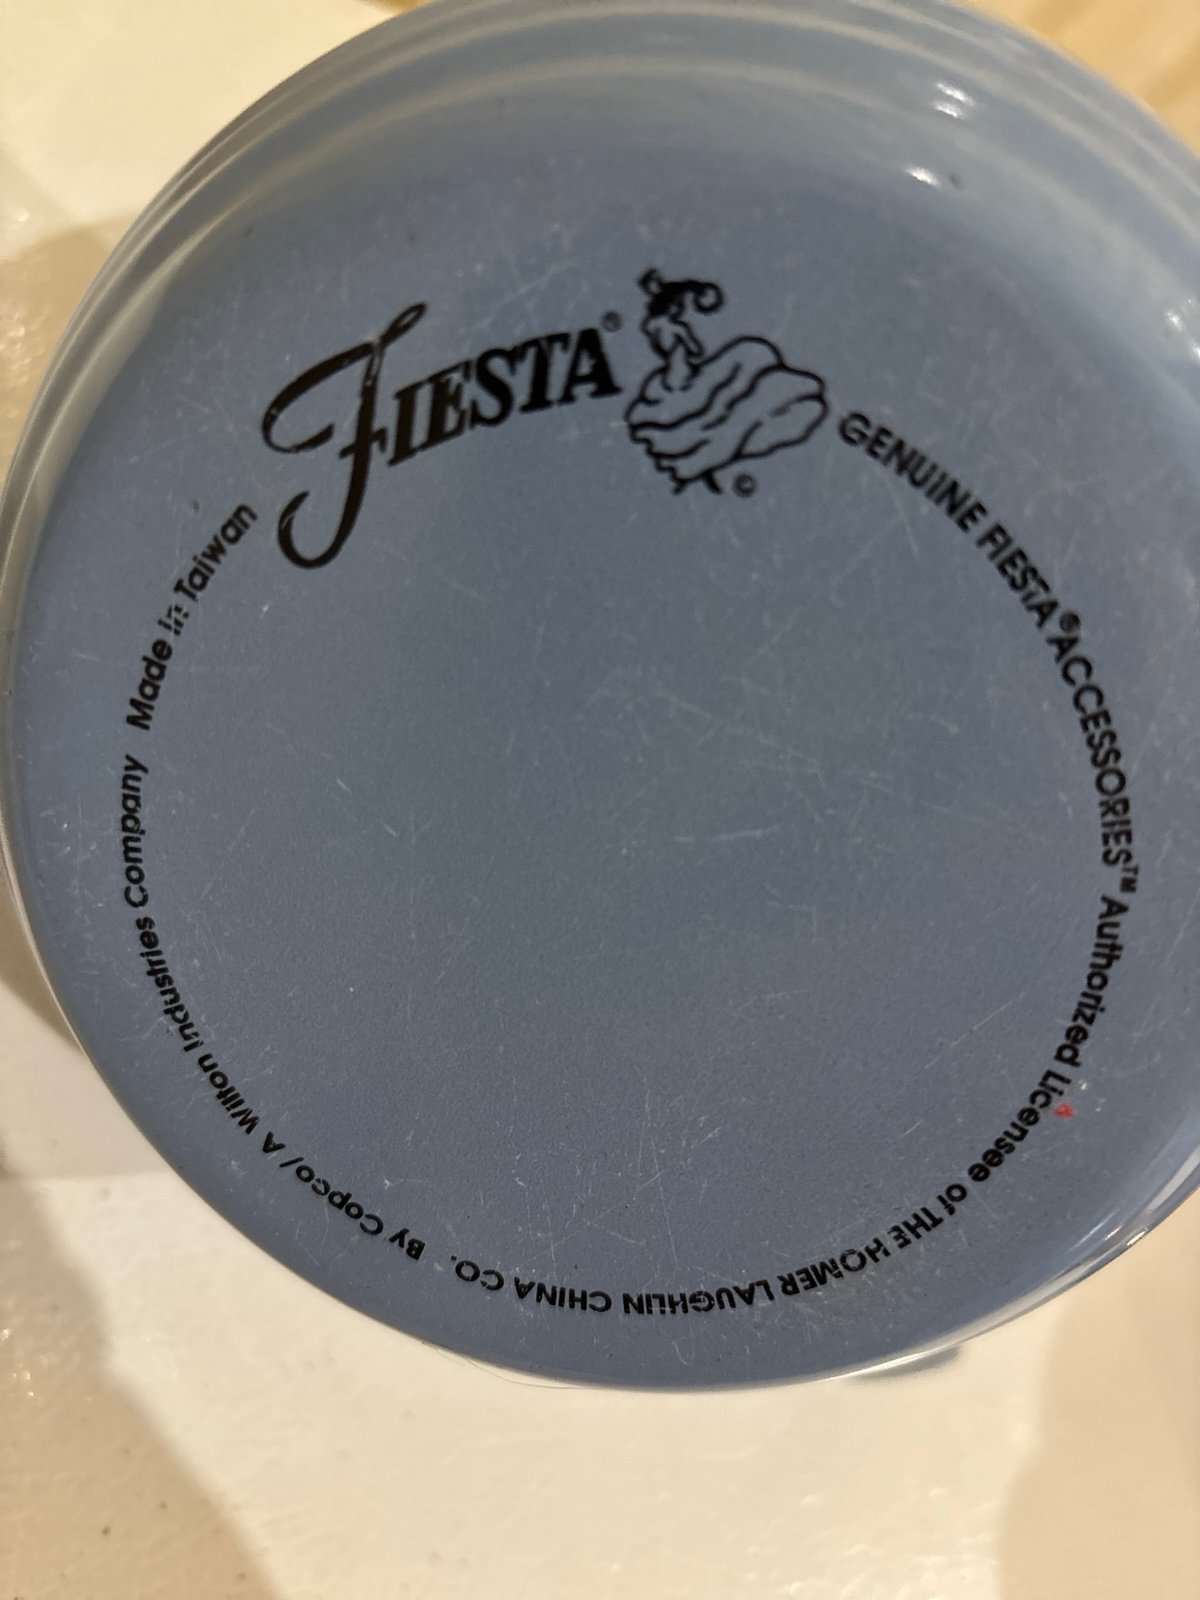 FIESTA®
©
GENUINE FIESTA® ACCESSORIES™ Authorized Licensee of THE HOMER LAUGHLIN CHINA CO. By Copco/A Wilton Industries Company Made In Taiwan